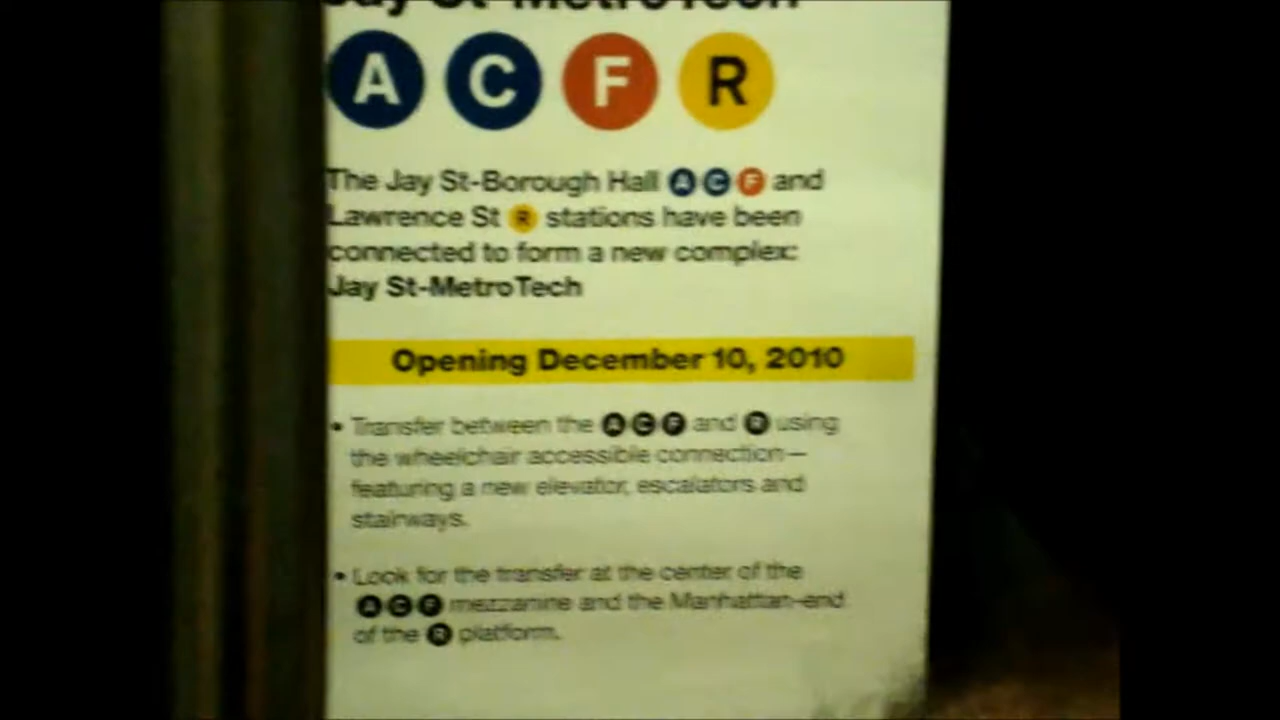 Jay St-MetroTech
A C F R
The Jay St-Borough Hall A C F and
Lawrence St R stations have been
connected to form a new complex:
Jay St-MetroTech
Opening December 10, 2010
• Transfer between the A C F and R using
the wheelchair accessible connection—
featuring a new elevator, escalators and
stairways.
• Look for the transfer at the center of the
A C F mezzanine and the Manhattan-end
of the R platform.